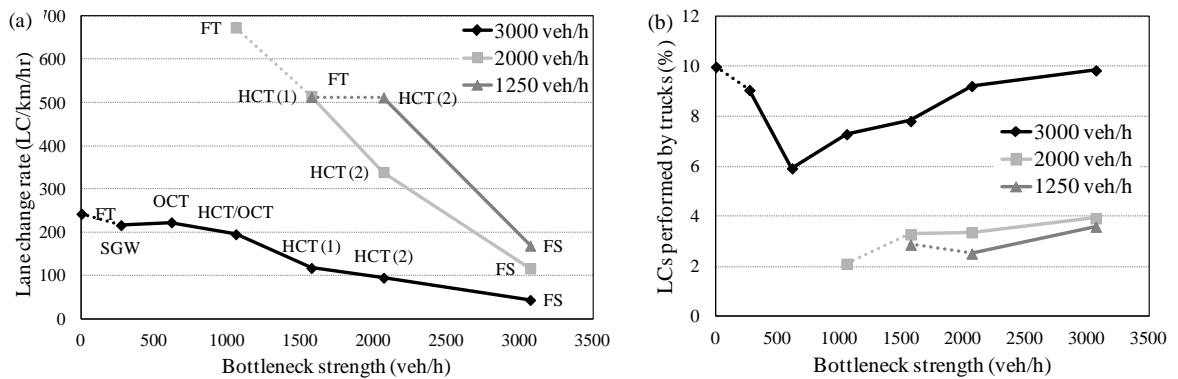 (a)
700
600
500
400
300
200
100
0
Lane change rate (LC/km/hr)
FT
FT
HCT (1)
HCT (2)
HCT (2)
FT
SGW
OCT
HCT/OCT
HCT (1)
HCT (2)
FS
FS
FS
3000 veh/h
2000 veh/h
1250 veh/h
0 500 1000 1500 2000 2500 3000 3500
Bottleneck strength (veh/h)
(b)
12
10
8
6
4
2
0
LCs performed by trucks (%)
3000 veh/h
2000 veh/h
1250 veh/h
0 500 1000 1500 2000 2500 3000 3500
Bottleneck strength (veh/h)